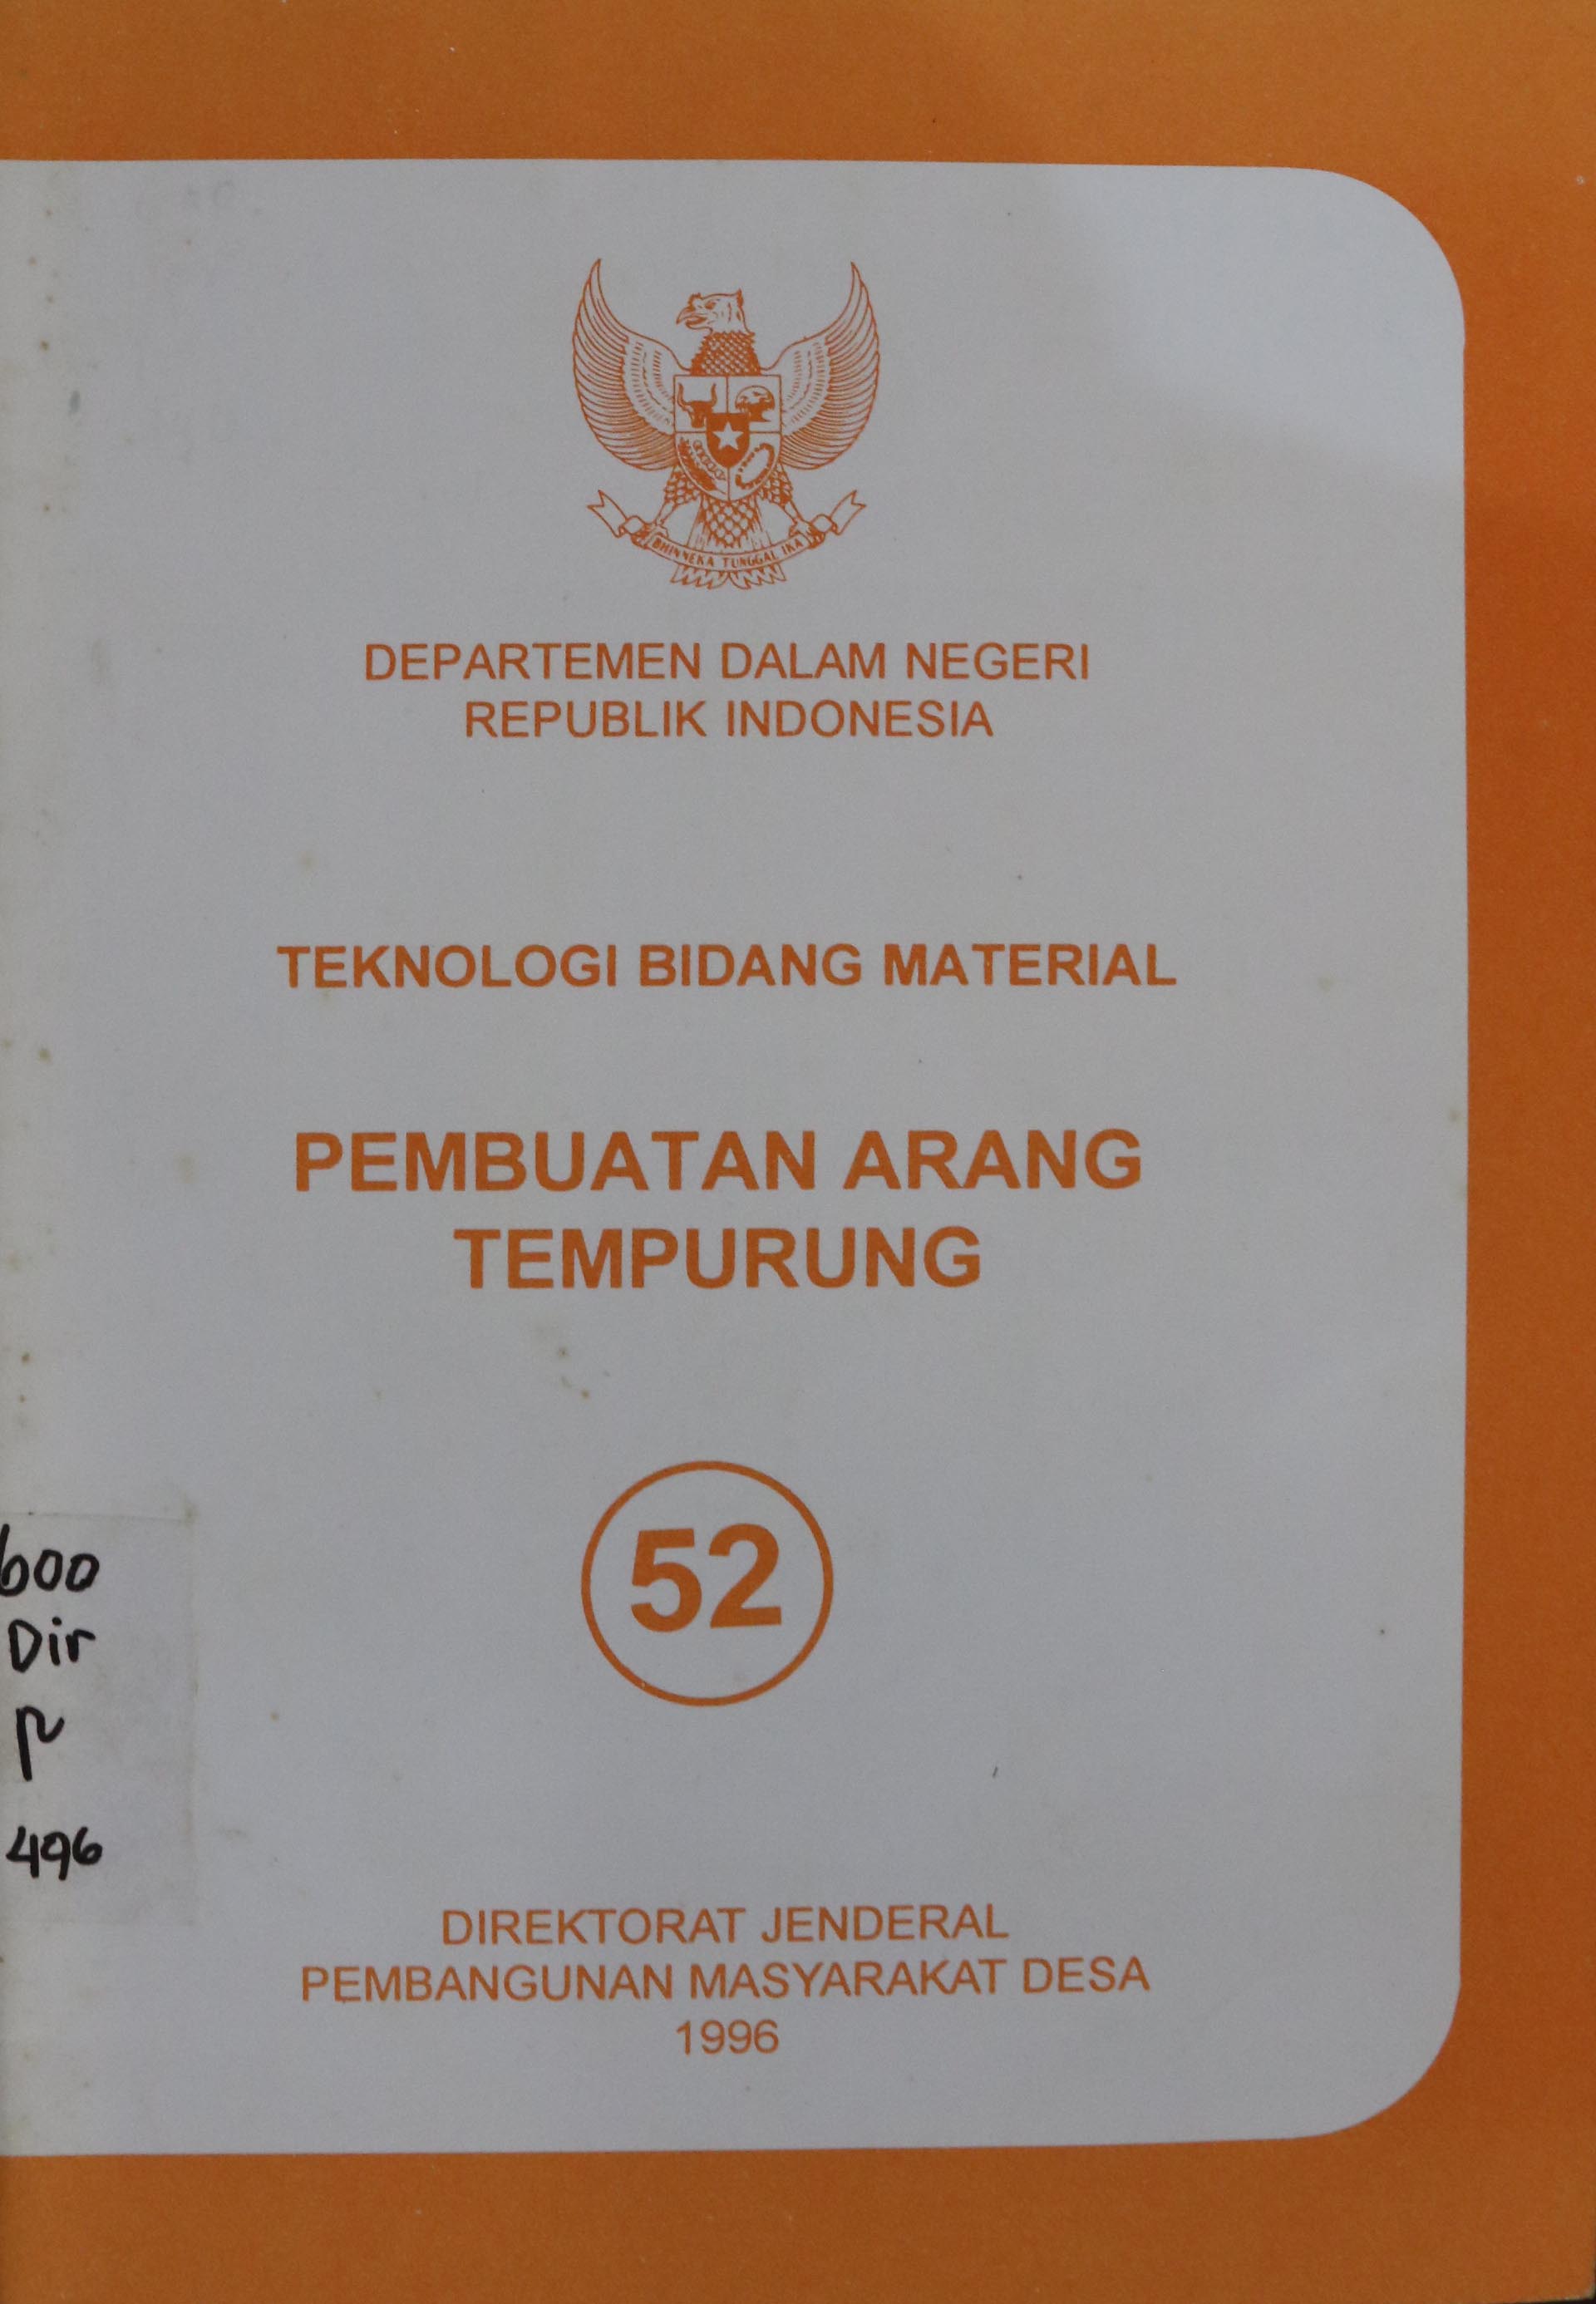 BHINNEKA TUNGGAL IKA
DEPARTEMEN DALAM NEGERI
REPUBLIK INDONESIA
TEKNOLOGI BIDANG MATERIAL
PEMBUATAN ARANG
TEMPURUNG
52
600
Dir
p
496
DIREKTORAT JENDERAL
PEMBANGUNAN MASYARAKAT DESA
1996